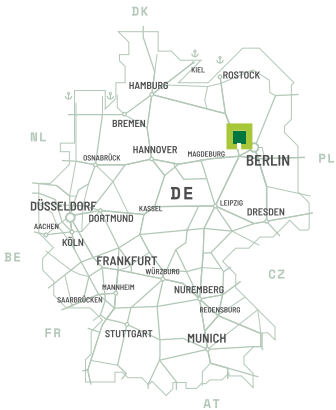 DK
KIEL
ROSTOCK
HAMBURG
BREMEN
NL
HANNOVER
MAGDEBURG
OSNABRÜCK
BERLIN
PL
DE
DÜSSELDORF
KASSEL
LEIPZIG
DORTMUND
DRESDEN
AACHEN
KÖLN
BE
FRANKFURT
WÜRZBURG
CZ
MANNHEIM
NUREMBERG
SAARBRÜCKEN
REGENSBURG
FR
STUTTGART
MUNICH
AT